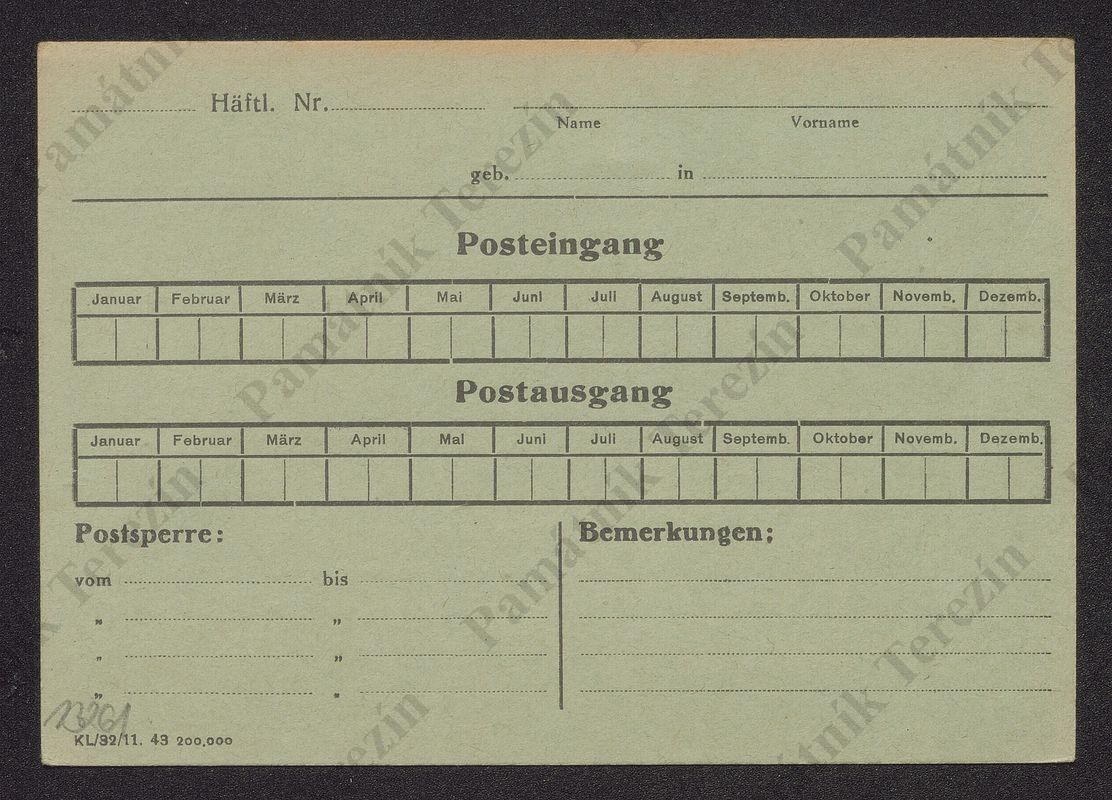 Häftl. Nr.
Name Vorname
geb. in
Posteingang
Januar Februar März April Mai Juni Juli August Septemb. Oktober Novemb. Dezemb.
Postausgang
Januar Februar März April Mai Juni Juli August Septemb. Oktober Novemb. Dezemb.
Postsperre: Bemerkungen:
vom bis
„ „
„ „
„ „
KL/32/11. 43 200,000
Památník Terezín